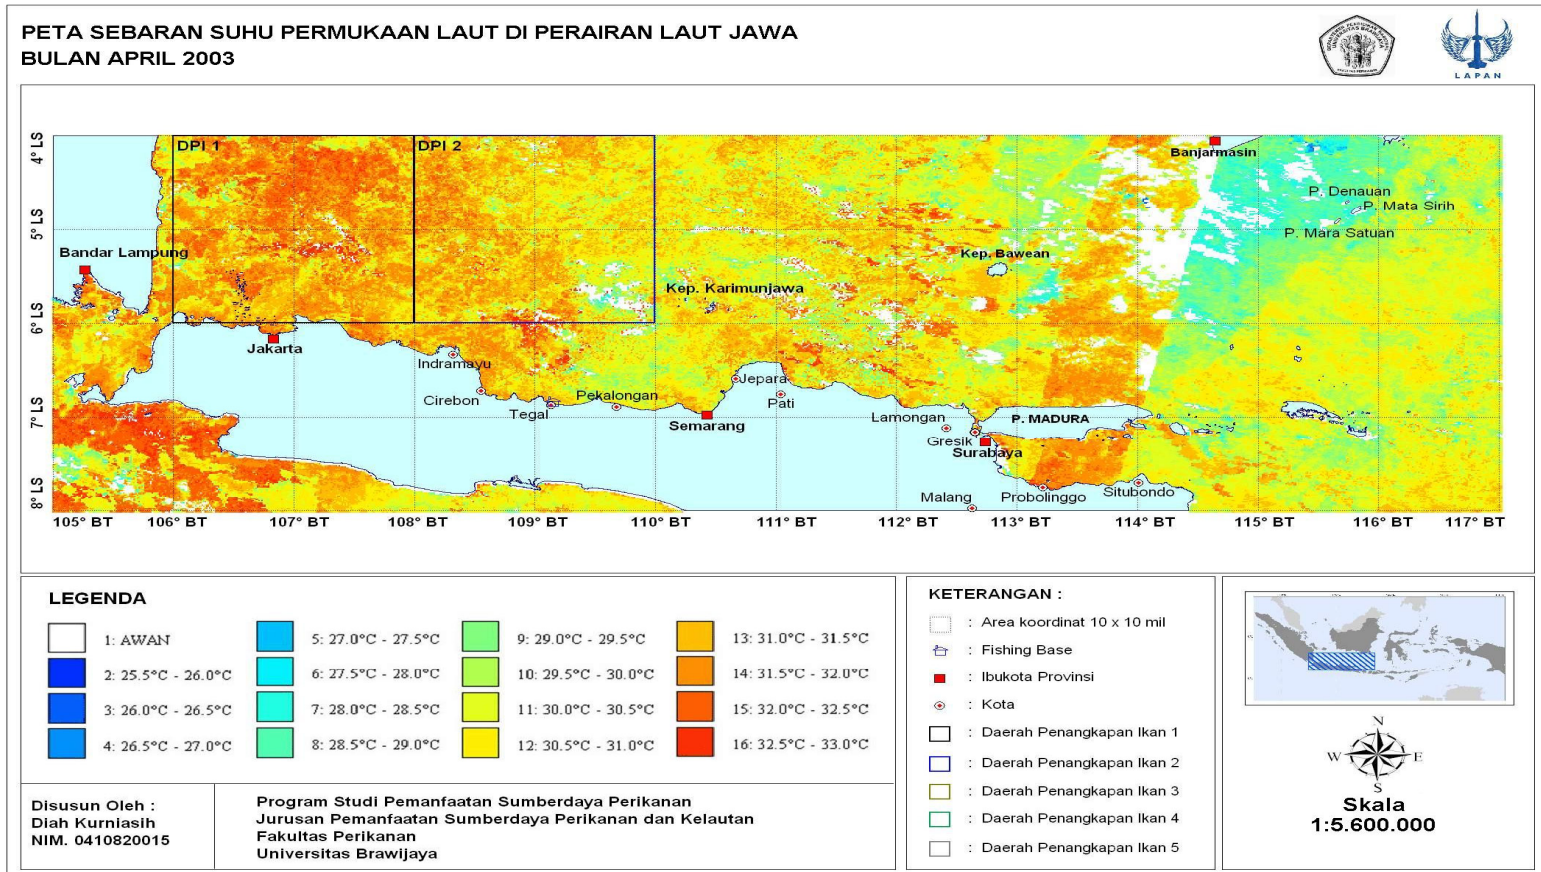 PETA SEBARAN SUHU PERMUKAAN LAUT DI PERAIRAN LAUT JAWA
BULAN APRIL 2003
LAPAN
4° LS
5° LS
6° LS
7° LS
8° LS
DPI 1
DPI 2
Banjarmasin
P. Denauan
P. Mata Sirih
P. Mara Satuan
Bandar Lampung
Kep. Bawean
Kep. Karimunjawa
Jakarta
Indramayu
Cirebon
Tegal
Pekalongan
Semarang
Jepara
Pati
Lamongan
Gresik
Surabaya
P. MADURA
Malang
Probolinggo
Situbondo
105° BT
106° BT
107° BT
108° BT
109° BT
110° BT
111° BT
112° BT
113° BT
114° BT
115° BT
116° BT
117° BT
LEGENDA
1: AWAN
2: 25.5°C - 26.0°C
3: 26.0°C - 26.5°C
4: 26.5°C - 27.0°C
5: 27.0°C - 27.5°C
6: 27.5°C - 28.0°C
7: 28.0°C - 28.5°C
8: 28.5°C - 29.0°C
9: 29.0°C - 29.5°C
10: 29.5°C - 30.0°C
11: 30.0°C - 30.5°C
12: 30.5°C - 31.0°C
13: 31.0°C - 31.5°C
14: 31.5°C - 32.0°C
15: 32.0°C - 32.5°C
16: 32.5°C - 33.0°C
Disusun Oleh :
Diah Kurniasih
NIM. 0410820015
Program Studi Pemanfaatan Sumberdaya Perikanan
Jurusan Pemanfaatan Sumberdaya Perikanan dan Kelautan
Fakultas Perikanan
Universitas Brawijaya
KETERANGAN :
: Area koordinat 10 x 10 mil
: Fishing Base
: Ibukota Provinsi
: Kota
: Daerah Penangkapan Ikan 1
: Daerah Penangkapan Ikan 2
: Daerah Penangkapan Ikan 3
: Daerah Penangkapan Ikan 4
: Daerah Penangkapan Ikan 5
N
W
E
S
Skala
1:5.600.000